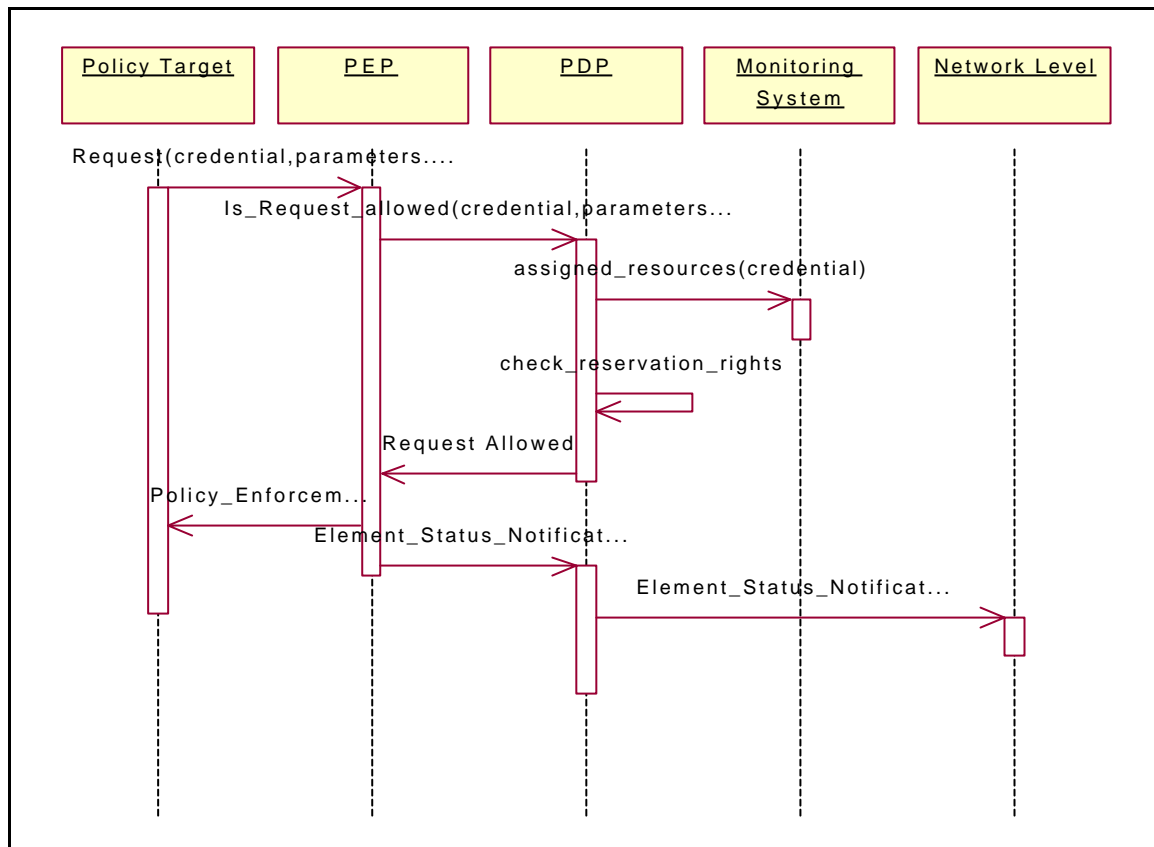 Policy Target
PEP
PDP
Monitoring
System
Network Level
Request(credential,parameters....
Is_Request_allowed(credential,parameters...
assigned_resources(credential)
check_reservation_rights
Request Allowed
Policy_Enforcem...
Element_Status_Notificat...
Element_Status_Notificat...